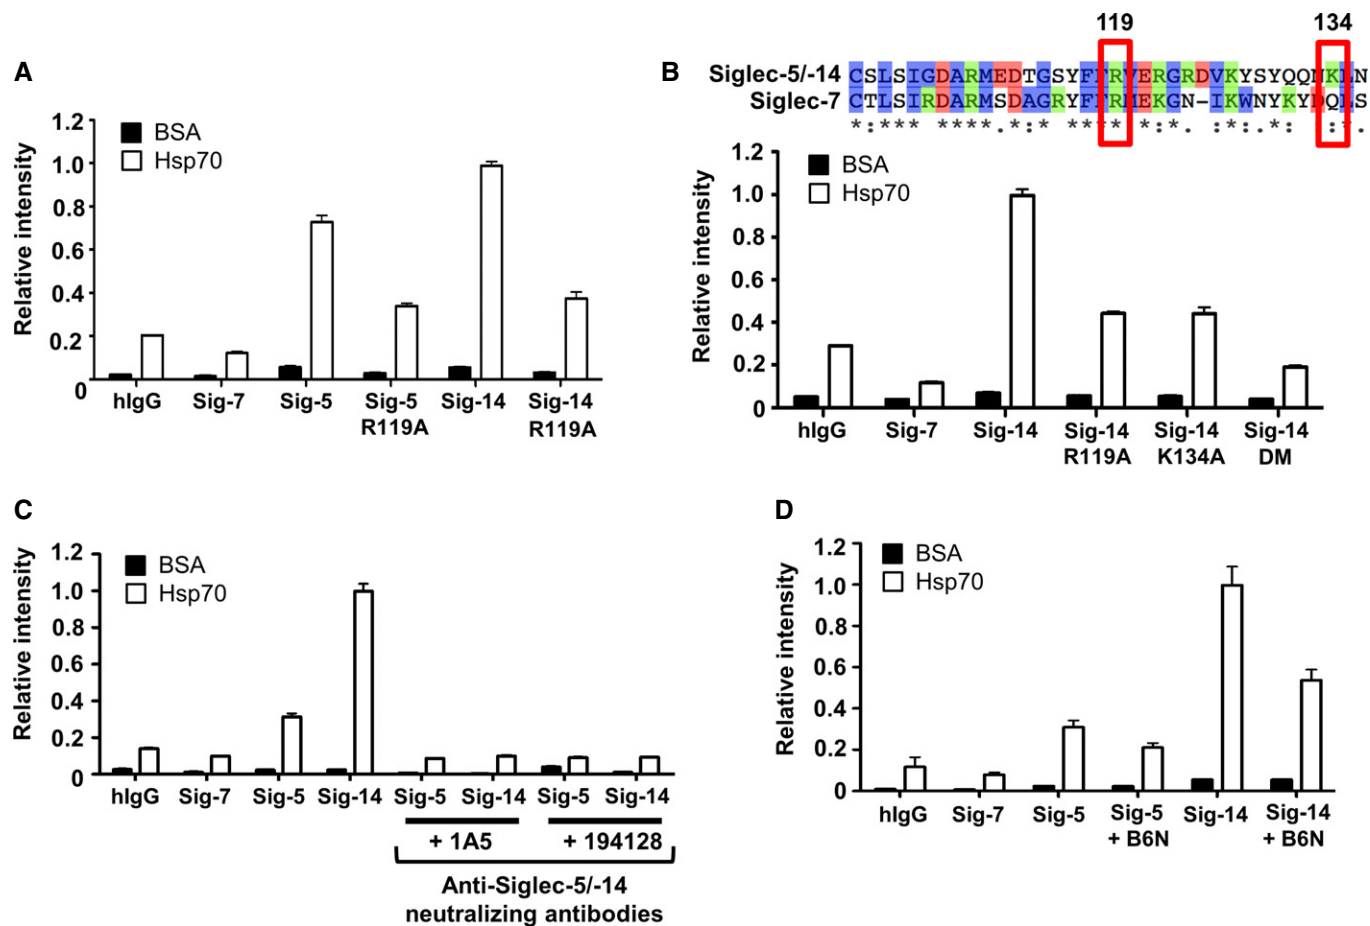 A
1.2
1.0
0.8
0.6
0.4
0.2
0
Relative intensity
BSA
Hsp70
hIgG
Sig-7
Sig-5
Sig-5
R119A
Sig-14
Sig-14
R119A
B
119
134
Siglec-5/-14 CSLSIGDARMEDTGSYFFRVERGRDVKYSYQQNKLN
Siglec-7 CTLSIRDARMSDAGRYFFRMEKGN-IKWNYKYDQLS
*:*** ****.*:* *****:*. :*:.*: :*.
1.2
1.0
0.8
0.6
0.4
0.2
0
Relative intensity
BSA
Hsp70
hIgG
Sig-7
Sig-14
Sig-14
R119A
Sig-14
K134A
Sig-14
DM
C
1.2
1.0
0.8
0.6
0.4
0.2
0
Relative intensity
BSA
Hsp70
hIgG
Sig-7
Sig-5
Sig-14
Sig-5
Sig-14
Sig-5
Sig-14
+ 1A5
+ 194128
Anti-Siglec-5/-14
neutralizing antibodies
D
1.2
1.0
0.8
0.6
0.4
0.2
0
Relative intensity
BSA
Hsp70
hIgG
Sig-7
Sig-5
Sig-5
+ B6N
Sig-14
Sig-14
+ B6N